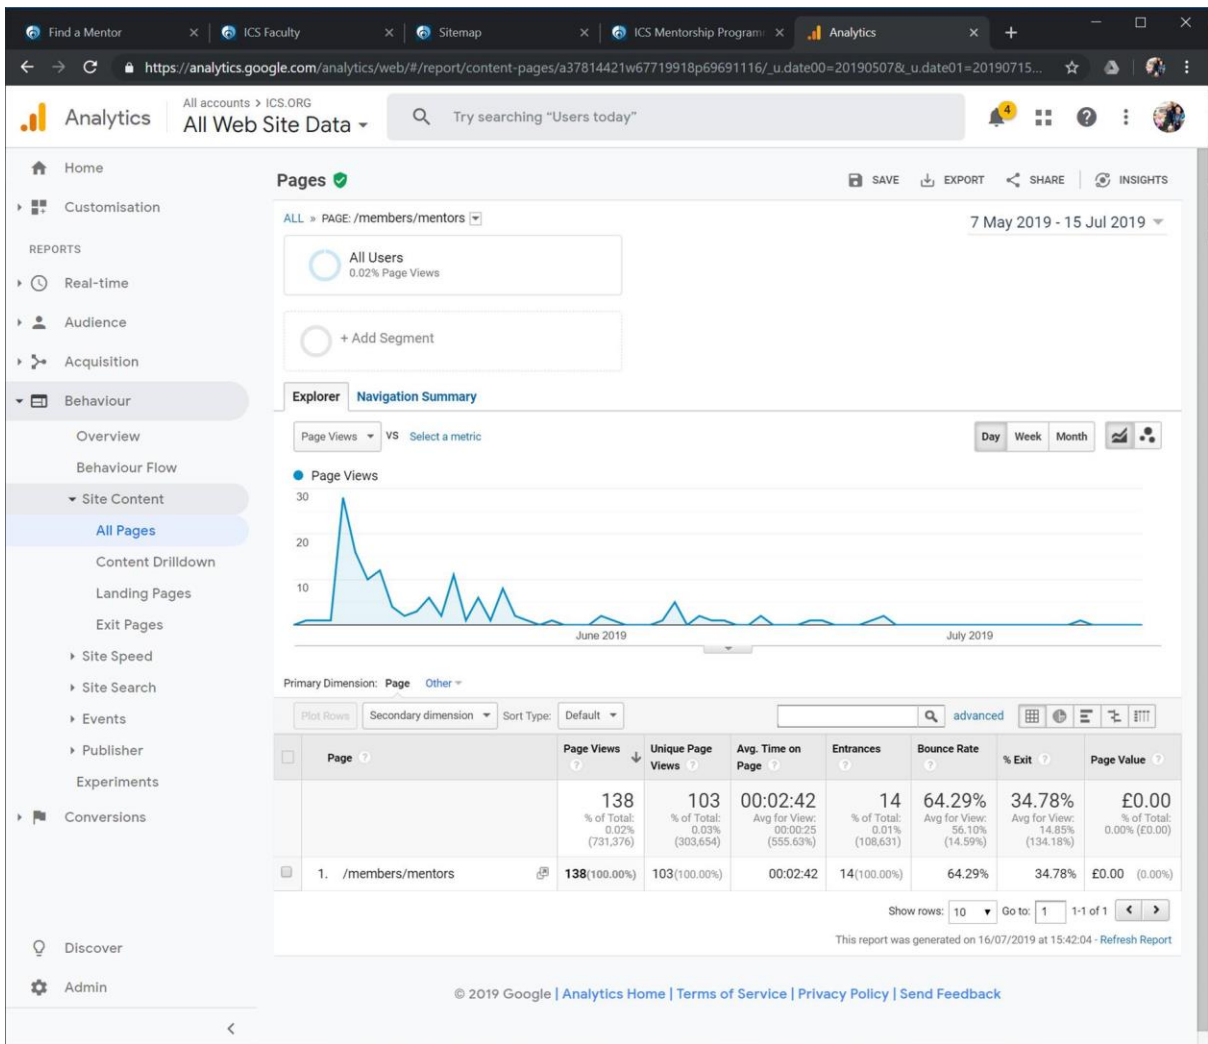 Find a Mentor
ICS Faculty
Sitemap
ICS Mentorship Programm
Analytics
https://analytics.google.com/analytics/web/#/report/content-pages/a37814421w67719918p69691116/_u.date00=20190507&_u.date01=20190715...
Analytics
All accounts > ICS.ORG
All Web Site Data
Try searching "Users today"
4
Home
Customisation
REPORTS
Real-time
Audience
Acquisition
Behaviour
Overview
Behaviour Flow
Site Content
All Pages
Content Drilldown
Landing Pages
Exit Pages
Site Speed
Site Search
Events
Publisher
Experiments
Conversions
Discover
Admin
Pages
SAVE
EXPORT
SHARE
INSIGHTS
ALL » PAGE: /members/mentors
7 May 2019 - 15 Jul 2019
All Users
0.02% Page Views
+ Add Segment
Explorer
Navigation Summary
Page Views VS Select a metric
Day Week Month
Page Views
30
20
10
June 2019
July 2019
Primary Dimension: Page Other
Plot Rows Secondary dimension Sort Type: Default advanced
Page ? Page Views ? Unique Page Views ? Avg. Time on Page ? Entrances ? Bounce Rate ? % Exit ? Page Value ?
138 103 00:02:42 14 64.29% 34.78% £0.00
% of Total: % of Total: Avg for View: % of Total: Avg for View: Avg for View: % of Total:
0.02% 0.03% 00:00:25 0.01% 56.10% 14.85% 0.00% (£0.00)
(731,376) (303,654) (555.63%) (108,631) (14.59%) (134.18%)
1. /members/mentors 138(100.00%) 103(100.00%) 00:02:42 14(100.00%) 64.29% 34.78% £0.00 (0.00%)
Show rows: 10 Go to: 1 1-1 of 1
This report was generated on 16/07/2019 at 15:42:04 - Refresh Report
© 2019 Google | Analytics Home | Terms of Service | Privacy Policy | Send Feedback